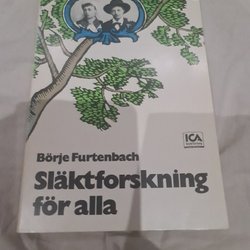 Börje Furtenbach
ICA
Släktforskning
för alla